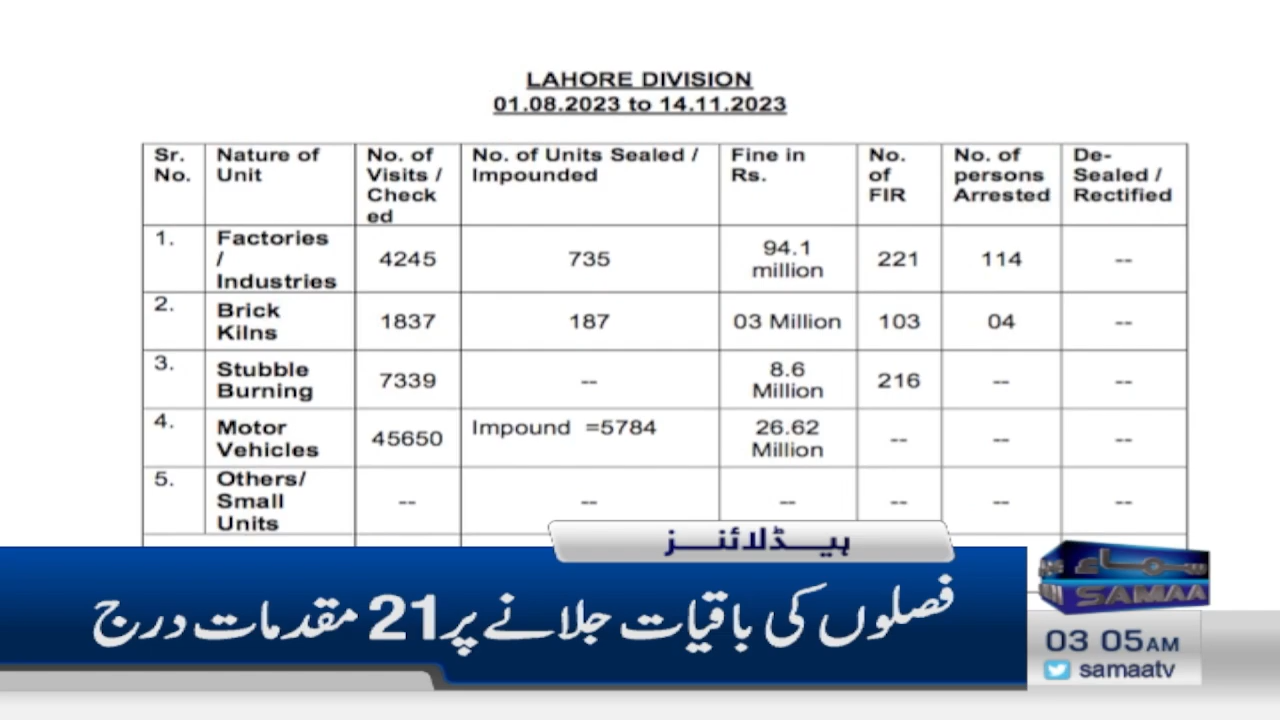 LAHORE DIVISION
01.08.2023 to 14.11.2023
Sr. No. | Nature of Unit | No. of Visits / Check ed | No. of Units Sealed / Impounded | Fine in Rs. | No. of FIR | No. of persons Arrested | De- Sealed / Rectified
1. | Factories / Industries | 4245 | 735 | 94.1 million | 221 | 114 | --
2. | Brick Kilns | 1837 | 187 | 03 Million | 103 | 04 | --
3. | Stubble Burning | 7339 | -- | 8.6 Million | 216 | -- | --
4. | Motor Vehicles | 45650 | Impound =5784 | 26.62 Million | -- | -- | --
5. | Others/ Small Units | -- | -- | -- | -- | -- | --
ہیڈلائنز
فصلوں کی باقیات جلانے پر 21 مقدمات درج
سماء
SAMAA
03 05 AM
samaatv